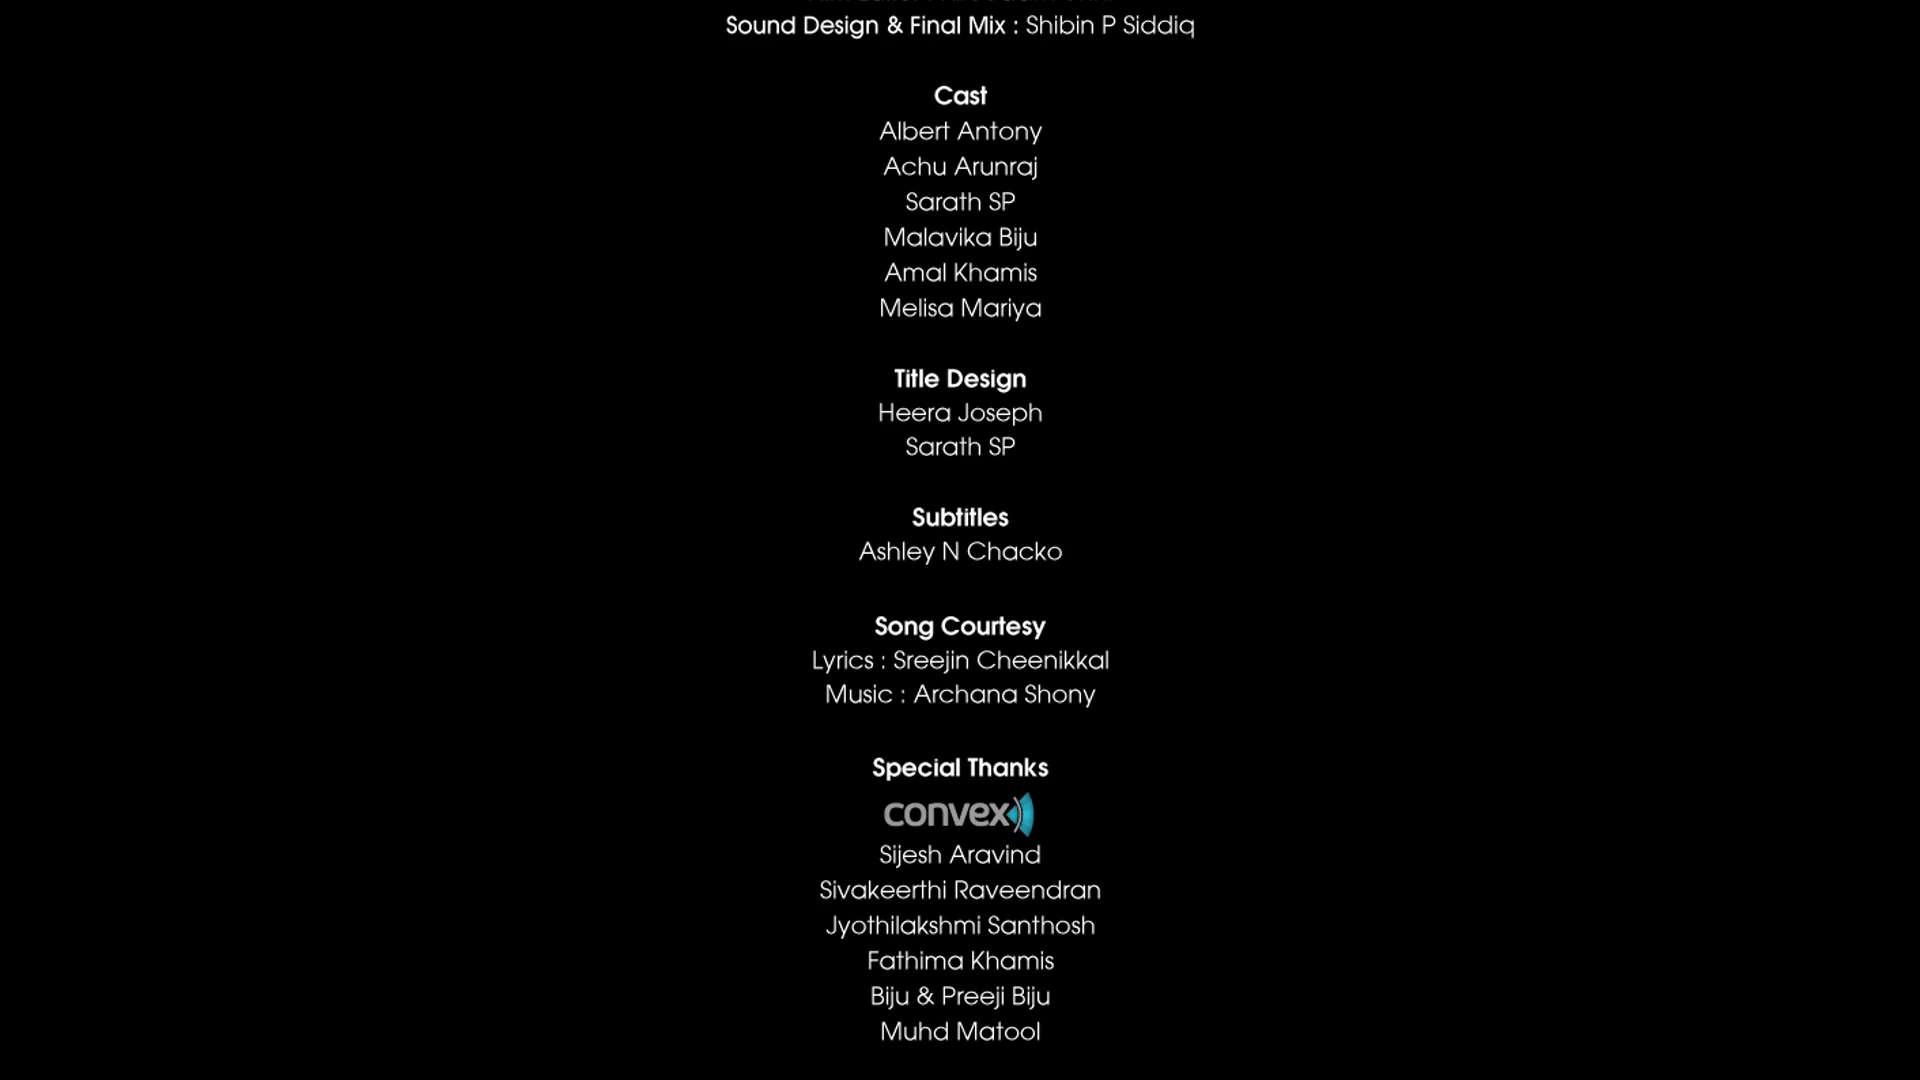 Sound Design & Final Mix : Shibin P Siddiq
Cast
Albert Antony
Achu Arunraj
Sarath SP
Malavika Biju
Amal Khamis
Melisa Mariya
Title Design
Heera Joseph
Sarath SP
Subtitles
Ashley N Chacko
Song Courtesy
Lyrics : Sreejin Cheenikkal
Music : Archana Shony
Special Thanks
convex
Sijesh Aravind
Sivakeerthi Raveendran
Jyothilakshmi Santhosh
Fathima Khamis
Biju & Preeji Biju
Muhd Matool